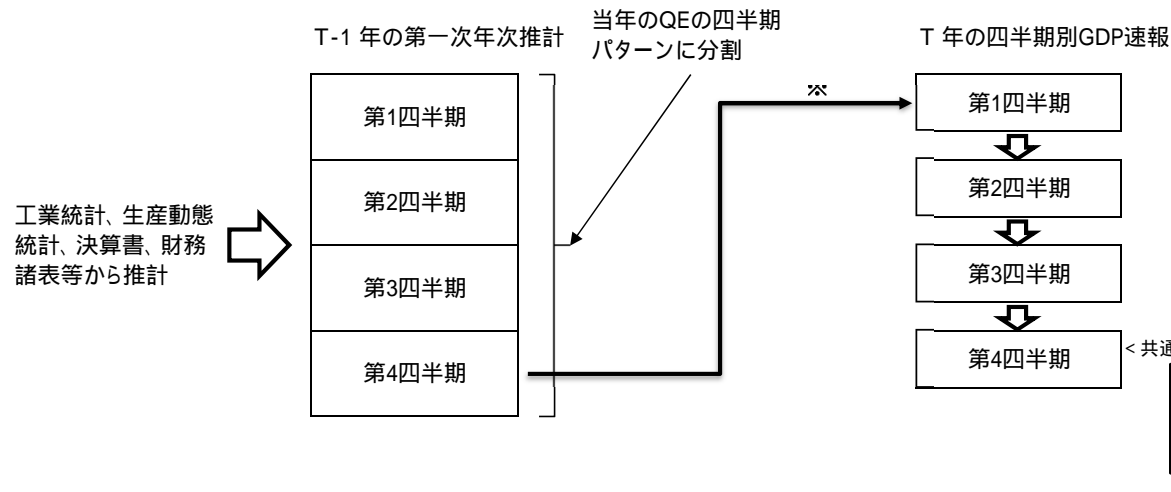 T-1 年の第一次年次推計
当年のQEの四半期
パターンに分割
T 年の四半期別GDP速報
※
第1四半期
第2四半期
第3四半期
第4四半期
工業統計、生産動態
統計、決算書、財務
諸表等から推計
第1四半期
第2四半期
第3四半期
第4四半期
<共通